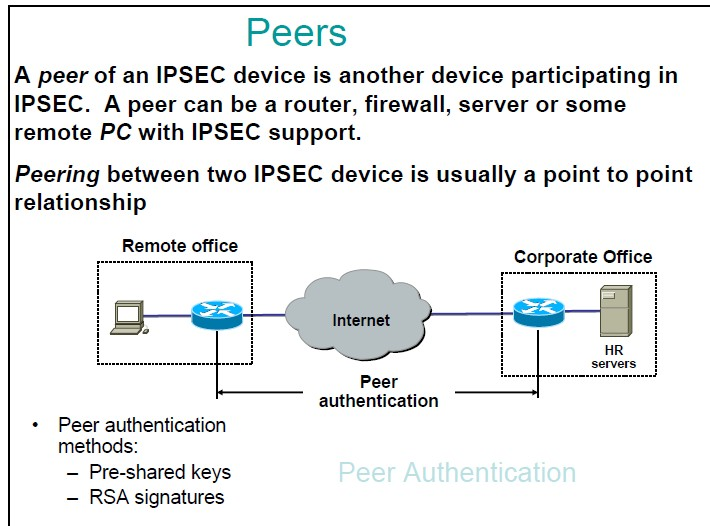 Peers
A peer of an IPSEC device is another device participating in
IPSEC.  A peer can be a router, firewall, server or some
remote PC with IPSEC support.
Peering between two IPSEC device is usually a point to point
relationship
Remote office
Corporate Office
Internet
HR
servers
Peer
authentication
• Peer authentication
methods:
– Pre-shared keys
– RSA signatures
Peer Authentication